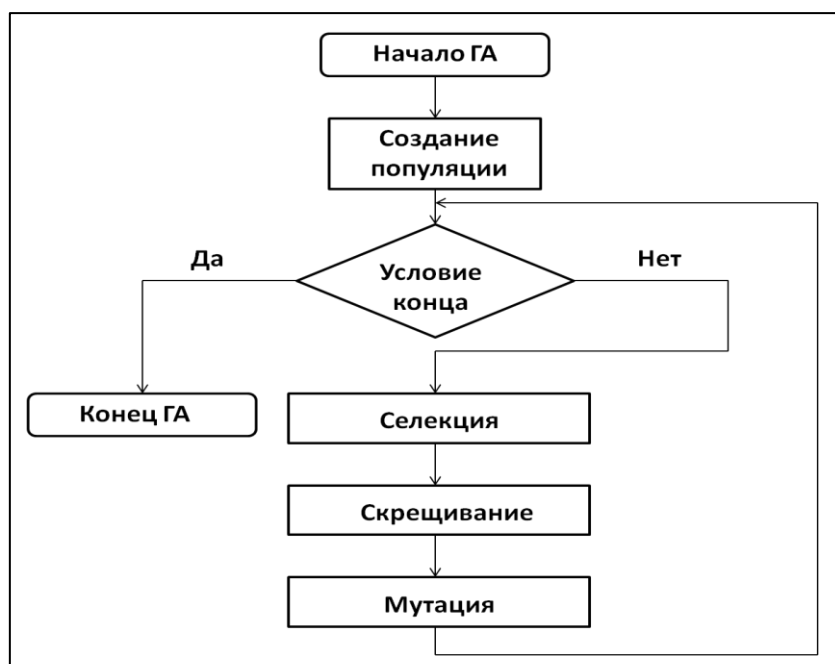 Начало ГА
Создание
популяции
Да
Условие
конца
Нет
Конец ГА
Селекция
Скрещивание
Мутация